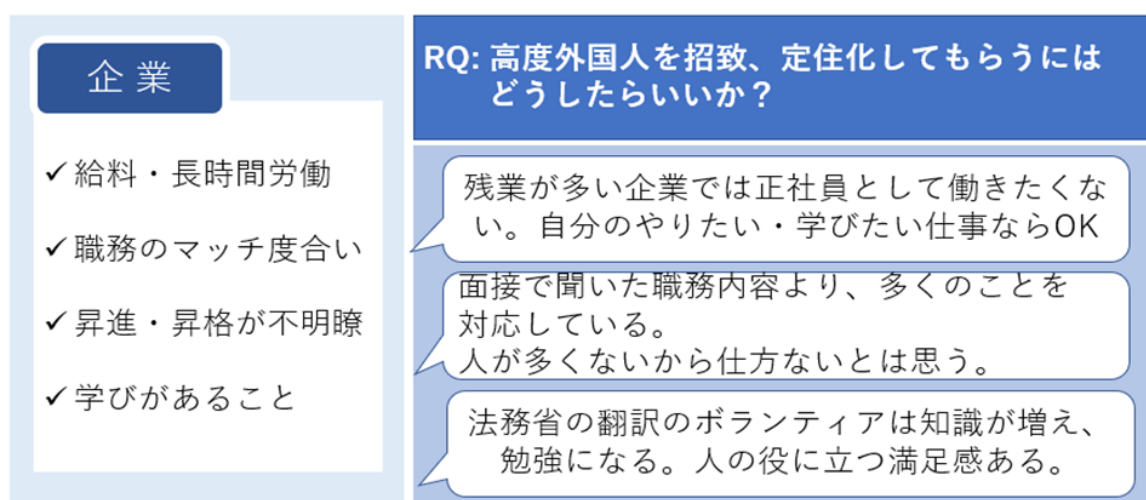 企業
✓給料・長時間労働
✓職務のマッチ度合い
✓昇進・昇格が不明瞭
✓学びがあること
RQ: 高度外国人を招致、定住化してもらうには
どうしたらいいか？
残業が多い企業では正社員として働きたくな
い。自分のやりたい・学びたい仕事ならOK
面接で聞いた職務内容より、多くのことを
対応している。
人が多くないから仕方ないとは思う。
法務省の翻訳のボランティアは知識が増え、
勉強になる。人の役に立つ満足感ある。